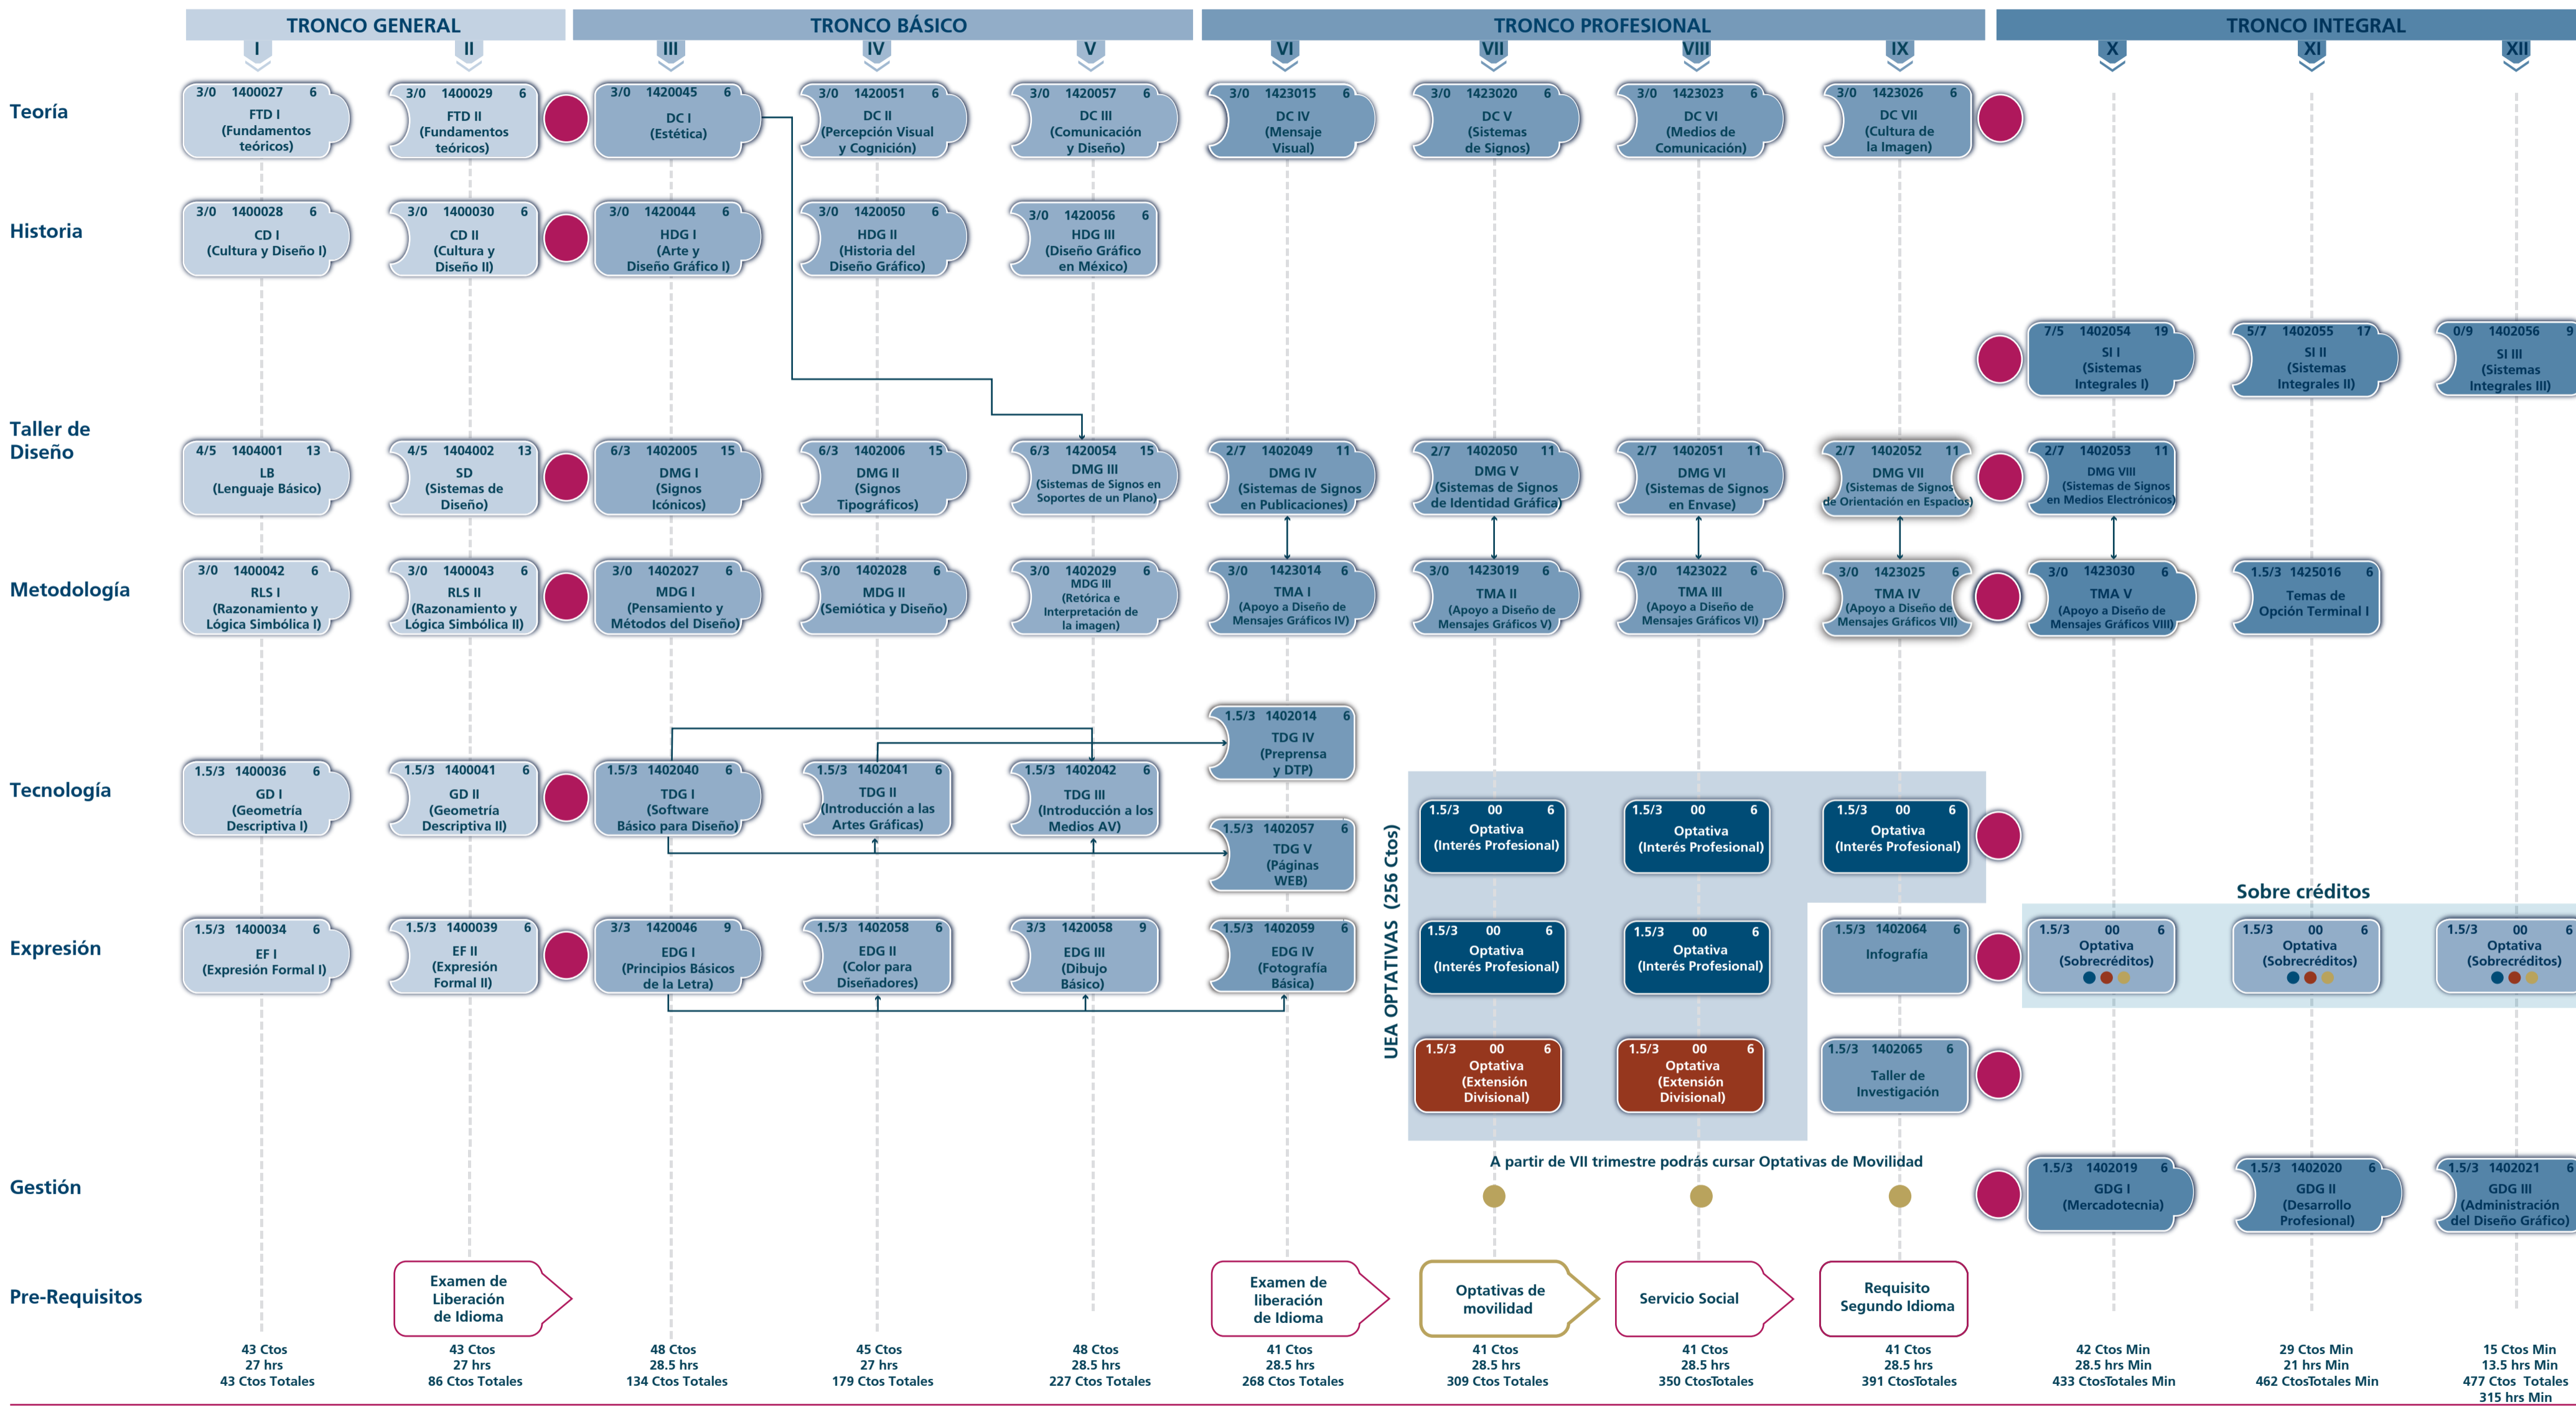 TRONCO GENERAL
TRONCO BÁSICO
TRONCO PROFESIONAL
TRONCO INTEGRAL
I
II
III
IV
V
VI
VII
VIII
IX
X
XI
XII
Teoría
3/0 1400027 6
FTD I
(Fundamentos
teóricos)
3/0 1400029 6
FTD II
(Fundamentos
teóricos)
3/0 1420045 6
DC I
(Estética)
3/0 1420051 6
DC II
(Percepción Visual
y Cognición)
3/0 1420057 6
DC III
(Comunicación
y Diseño)
3/0 1423015 6
DC IV
(Mensaje
Visual)
3/0 1423020 6
DC V
(Sistemas
de Signos)
3/0 1423023 6
DC VI
(Medios de
Comunicación)
3/0 1423026 6
DC VII
(Cultura de
la Imagen)
Historia
3/0 1400028 6
CD I
(Cultura y Diseño I)
3/0 1400030 6
CD II
(Cultura y
Diseño II)
3/0 1420044 6
HDG I
(Arte y
Diseño Gráfico I)
3/0 1420050 6
HDG II
(Historia del
Diseño Gráfico)
3/0 1420056 6
HDG III
(Diseño Gráfico
en México)
7/5 1402054 19
SI I
(Sistemas
Integrales I)
5/7 1402055 17
SI II
(Sistemas
Integrales II)
0/9 1402056 9
SI III
(Sistemas
Integrales III)
Taller de
Diseño
4/5 1404001 13
LB
(Lenguaje Básico)
4/5 1404002 13
SD
(Sistemas de
Diseño)
6/3 1402005 15
DMG I
(Signos
Icónicos)
6/3 1402006 15
DMG II
(Signos
Tipográficos)
6/3 1420054 15
DMG III
(Sistemas de Signos en
Soportes de un Plano)
2/7 1402049 11
DMG IV
(Sistemas de Signos
en Publicaciones)
2/7 1402050 11
DMG V
(Sistemas de Signos
de Identidad Gráfica)
2/7 1402051 11
DMG VI
(Sistemas de Signos
en Envase)
2/7 1402052 11
DMG VII
(Sistemas de Signos
de Orientación en Espacios)
2/7 1402053 11
DMG VIII
(Sistemas de Signos
en Medios Electrónicos)
Metodología
3/0 1400042 6
RLS I
(Razonamiento y
Lógica Simbólica I)
3/0 1400043 6
RLS II
(Razonamiento y
Lógica Simbólica II)
3/0 1402027 6
MDG I
(Pensamiento y
Métodos del Diseño)
3/0 1402028 6
MDG II
(Semiótica y Diseño)
3/0 1402029 6
MDG III
(Retórica e
Interpretación de
la imagen)
3/0 1423014 6
TMA I
(Apoyo a Diseño de
Mensajes Gráficos IV)
3/0 1423019 6
TMA II
(Apoyo a Diseño de
Mensajes Gráficos V)
3/0 1423022 6
TMA III
(Apoyo a Diseño de
Mensajes Gráficos VI)
3/0 1423025 6
TMA IV
(Apoyo a Diseño de
Mensajes Gráficos VII)
3/0 1423030 6
TMA V
(Apoyo a Diseño de
Mensajes Gráficos VIII)
1.5/3 1425016 6
Temas de
Opción Terminal I
Tecnología
1.5/3 1400036 6
GD I
(Geometría
Descriptiva I)
1.5/3 1400041 6
GD II
(Geometría
Descriptiva II)
1.5/3 1402040 6
TDG I
(Software
Básico para Diseño)
1.5/3 1402041 6
TDG II
(Introducción a las
Artes Gráficas)
1.5/3 1402042 6
TDG III
(Introducción a los
Medios AV)
1.5/3 1402014 6
TDG IV
(Preprensa
y DTP)
1.5/3 1402057 6
TDG V
(Páginas
WEB)
UEA OPTATIVAS (256 Ctos)
1.5/3 00 6
Optativa
(Interés Profesional)
1.5/3 00 6
Optativa
(Interés Profesional)
1.5/3 00 6
Optativa
(Interés Profesional)
Sobre créditos
Expresión
1.5/3 1400034 6
EF I
(Expresión Formal I)
1.5/3 1400039 6
EF II
(Expresión
Formal II)
3/3 1420046 9
EDG I
(Principios Básicos
de la Letra)
1.5/3 1402058 6
EDG II
(Color para
Diseñadores)
3/3 1420058 9
EDG III
(Dibujo
Básico)
1.5/3 1402059 6
EDG IV
(Fotografía
Básica)
1.5/3 00 6
Optativa
(Interés Profesional)
1.5/3 00 6
Optativa
(Interés Profesional)
1.5/3 1402064 6
Infografía
1.5/3 00 6
Optativa
(Sobrecréditos)
1.5/3 00 6
Optativa
(Sobrecréditos)
1.5/3 00 6
Optativa
(Sobrecréditos)
1.5/3 00 6
Optativa
(Extensión
Divisional)
1.5/3 00 6
Optativa
(Extensión
Divisional)
1.5/3 1402065 6
Taller de
Investigación
A partir de VII trimestre podrás cursar Optativas de Movilidad
Gestión
1.5/3 1402019 6
GDG I
(Mercadotecnia)
1.5/3 1402020 6
GDG II
(Desarrollo
Profesional)
1.5/3 1402021 6
GDG III
(Administración
del Diseño Gráfico)
Pre-Requisitos
Examen de
Liberación
de Idioma
Examen de
liberación
de Idioma
Optativas de
movilidad
Servicio Social
Requisito
Segundo Idioma
43 Ctos
27 hrs
43 Ctos Totales
43 Ctos
27 hrs
86 Ctos Totales
48 Ctos
28.5 hrs
134 Ctos Totales
45 Ctos
27 hrs
179 Ctos Totales
48 Ctos
28.5 hrs
227 Ctos Totales
41 Ctos
28.5 hrs
268 Ctos Totales
41 Ctos
28.5 hrs
309 Ctos Totales
41 Ctos
28.5 hrs
350 CtosTotales
41 Ctos
28.5 hrs
391 CtosTotales
42 Ctos Min
28.5 hrs Min
433 CtosTotales Min
29 Ctos Min
21 hrs Min
462 CtosTotales Min
15 Ctos Min
13.5 hrs Min
477 Ctos Totales
315 hrs Min